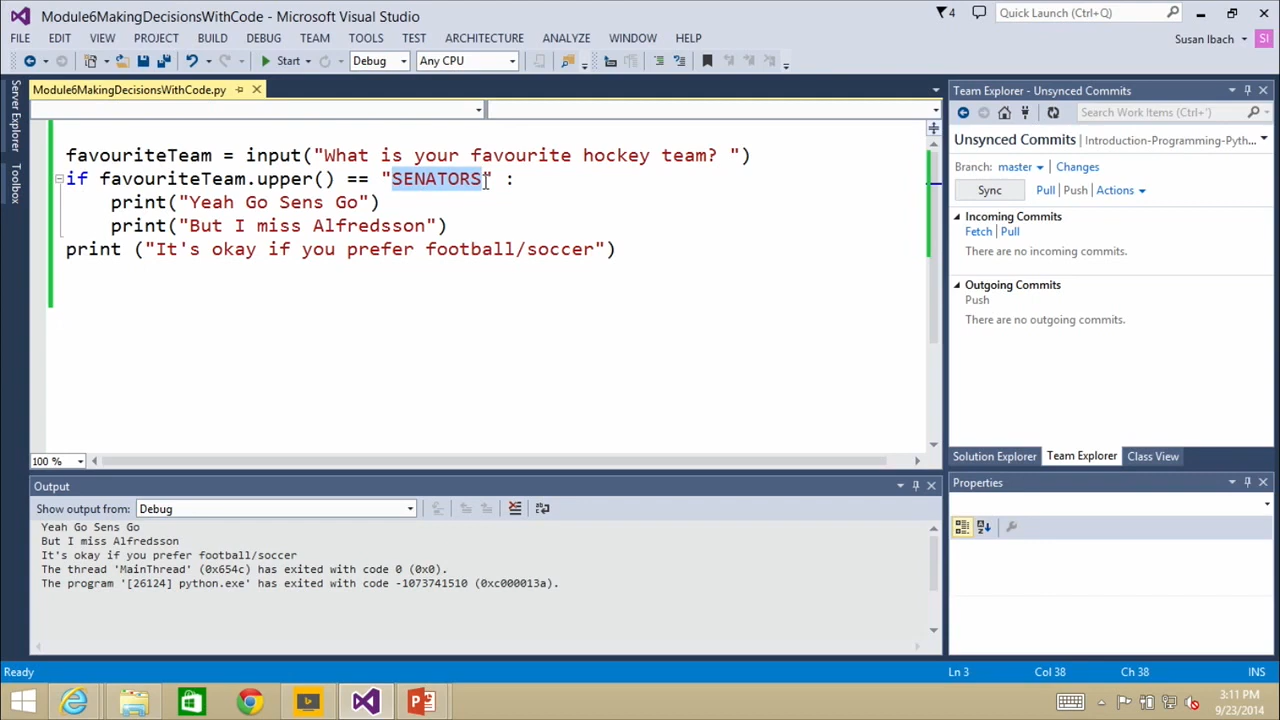 Module6MakingDecisionsWithCode - Microsoft Visual Studio
4
Quick Launch (Ctrl+Q)
FILE EDIT VIEW PROJECT BUILD DEBUG TEAM TOOLS TEST ARCHITECTURE ANALYZE WINDOW HELP
Susan Ibach
SI
Start
Debug
Any CPU
Server Explorer
Toolbox
Module6MakingDecisionsWithCode.py
favouriteTeam = input("What is your favourite hockey team? ")
if favouriteTeam.upper() == "SENATORS" :
print("Yeah Go Sens Go")
print("But I miss Alfredsson")
print ("It's okay if you prefer football/soccer")
100 %
Team Explorer - Unsynced Commits
Search Work Items (Ctrl+')
Unsynced Commits | Introduction-Programming-Pyth...
Branch: master | Changes
Sync Pull | Push | Actions
Incoming Commits
Fetch | Pull
There are no incoming commits.
Outgoing Commits
Push
There are no outgoing commits.
Solution Explorer Team Explorer Class View
Output
Show output from: Debug
Yeah Go Sens Go
But I miss Alfredsson
It's okay if you prefer football/soccer
The thread 'MainThread' (0x654c) has exited with code 0 (0x0).
The program '[26124] python.exe' has exited with code -1073741510 (0xc000013a).
Properties
Ready
Ln 3 Col 38 Ch 38 INS
3:11 PM
9/23/2014